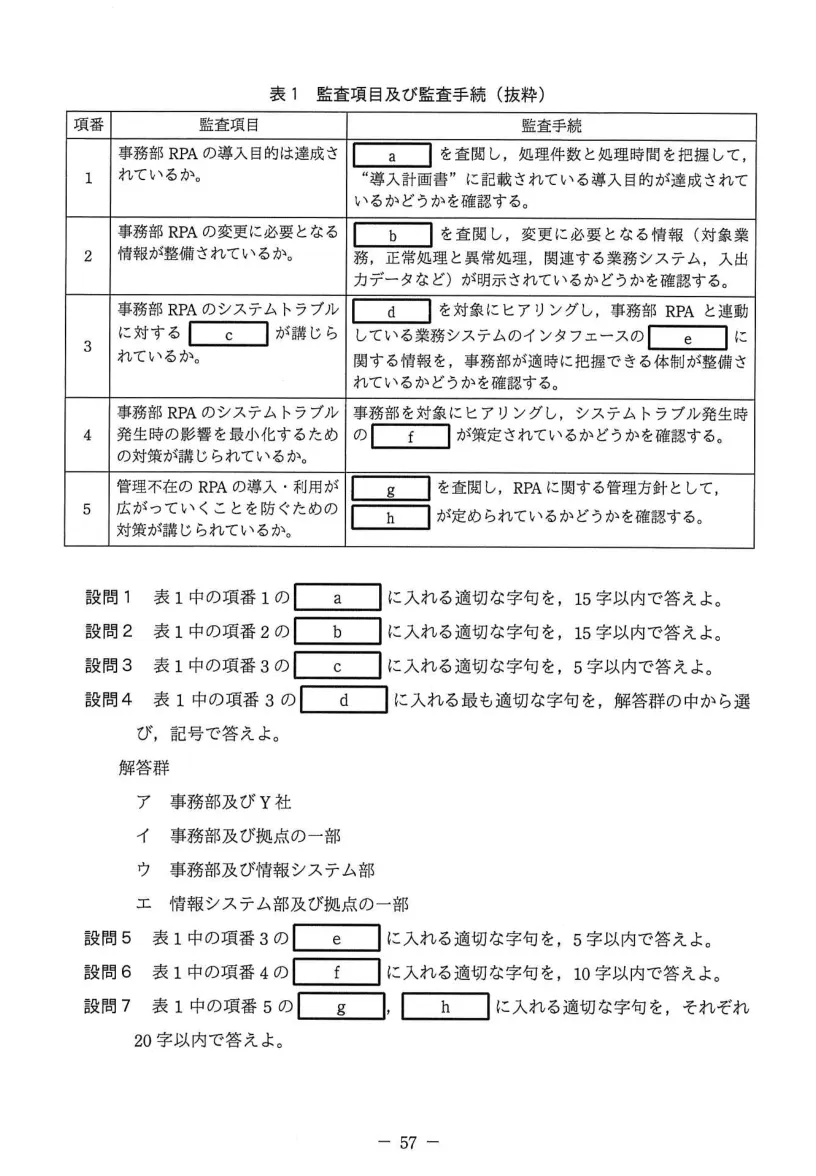 表1 監査項目及び監査手続（抜粋）
項番 監査項目 監査手続
1
事務部 RPA の導入目的は達成さ
れているか。
a を査閲し，処理件数と処理時間を把握して，
“導入計画書” に記載されている導入目的が達成されて
いるかどうかを確認する。
2
事務部 RPA の変更に必要となる
情報が整備されているか。
b を査閲し，変更に必要となる情報（対象業
務，正常処理と異常処理，関連する業務システム，入出
力データなど）が明示されているかどうかを確認する。
3
事務部 RPA のシステムトラブル
に対する c が講じら
れているか。
d を対象にヒアリングし，事務部 RPA と連動
している業務システムのインタフェースの e に
関する情報を，事務部が適時に把握できる体制が整備さ
れているかどうかを確認する。
4
事務部 RPA のシステムトラブル
発生時の影響を最小化するため
の対策が講じられているか。
事務部を対象にヒアリングし，システムトラブル発生時
の f が策定されているかどうかを確認する。
5
管理不在の RPA の導入・利用が
広がっていくことを防ぐための
対策が講じられているか。
g を査閲し，RPA に関する管理方針として，
h が定められているかどうかを確認する。
設問1 表1中の項番1の a に入れる適切な字句を，15字以内で答えよ。
設問2 表1中の項番2の b に入れる適切な字句を，15字以内で答えよ。
設問3 表1中の項番3の c に入れる適切な字句を，5字以内で答えよ。
設問4 表1中の項番3の d に入れる最も適切な字句を，解答群の中から選
び，記号で答えよ。
解答群
ア 事務部及びY社
イ 事務部及び拠点の一部
ウ 事務部及び情報システム部
エ 情報システム部及び拠点の一部
設問5 表1中の項番3の e に入れる適切な字句を，5字以内で答えよ。
設問6 表1中の項番4の f に入れる適切な字句を，10字以内で答えよ。
設問7 表1中の項番5の g ， h に入れる適切な字句を，それぞれ
20字以内で答えよ。
－ 57 －